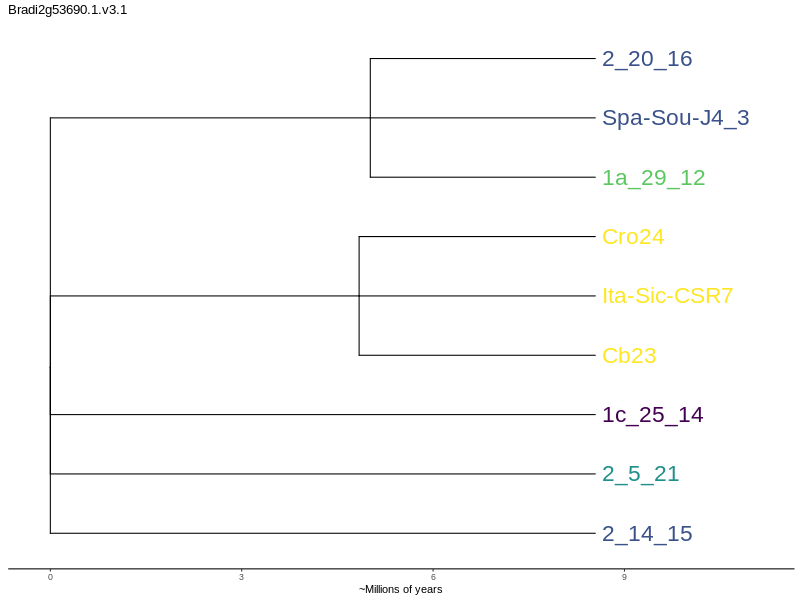 Bradi2g53690.1.v3.1
2_20_16
Spa-Sou-J4_3
1a_29_12
Cro24
Ita-Sic-CSR7
Cb23
1c_25_14
2_5_21
2_14_15
0 3 6 9
~Millions of years